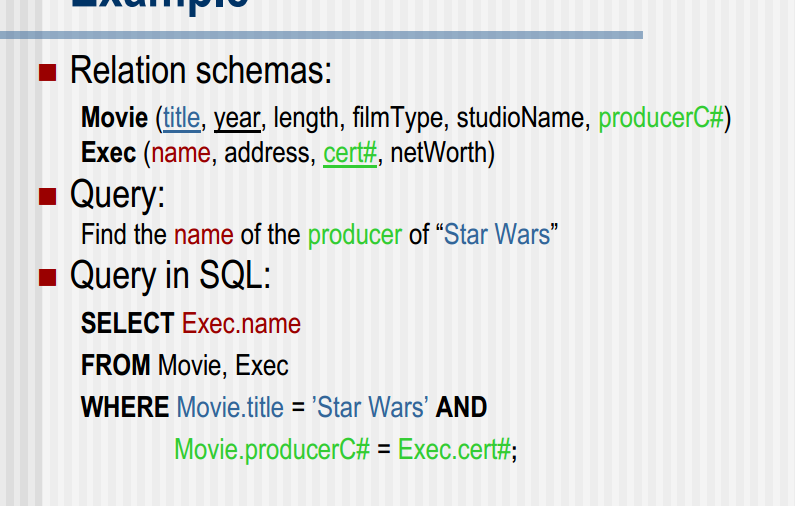 Example
Relation schemas:
Movie (title, year, length, filmType, studioName, producerC#)
Exec (name, address, cert#, netWorth)
Query:
Find the name of the producer of “Star Wars”
Query in SQL:
SELECT Exec.name
FROM Movie, Exec
WHERE Movie.title = ’Star Wars’ AND
Movie.producerC# = Exec.cert#;